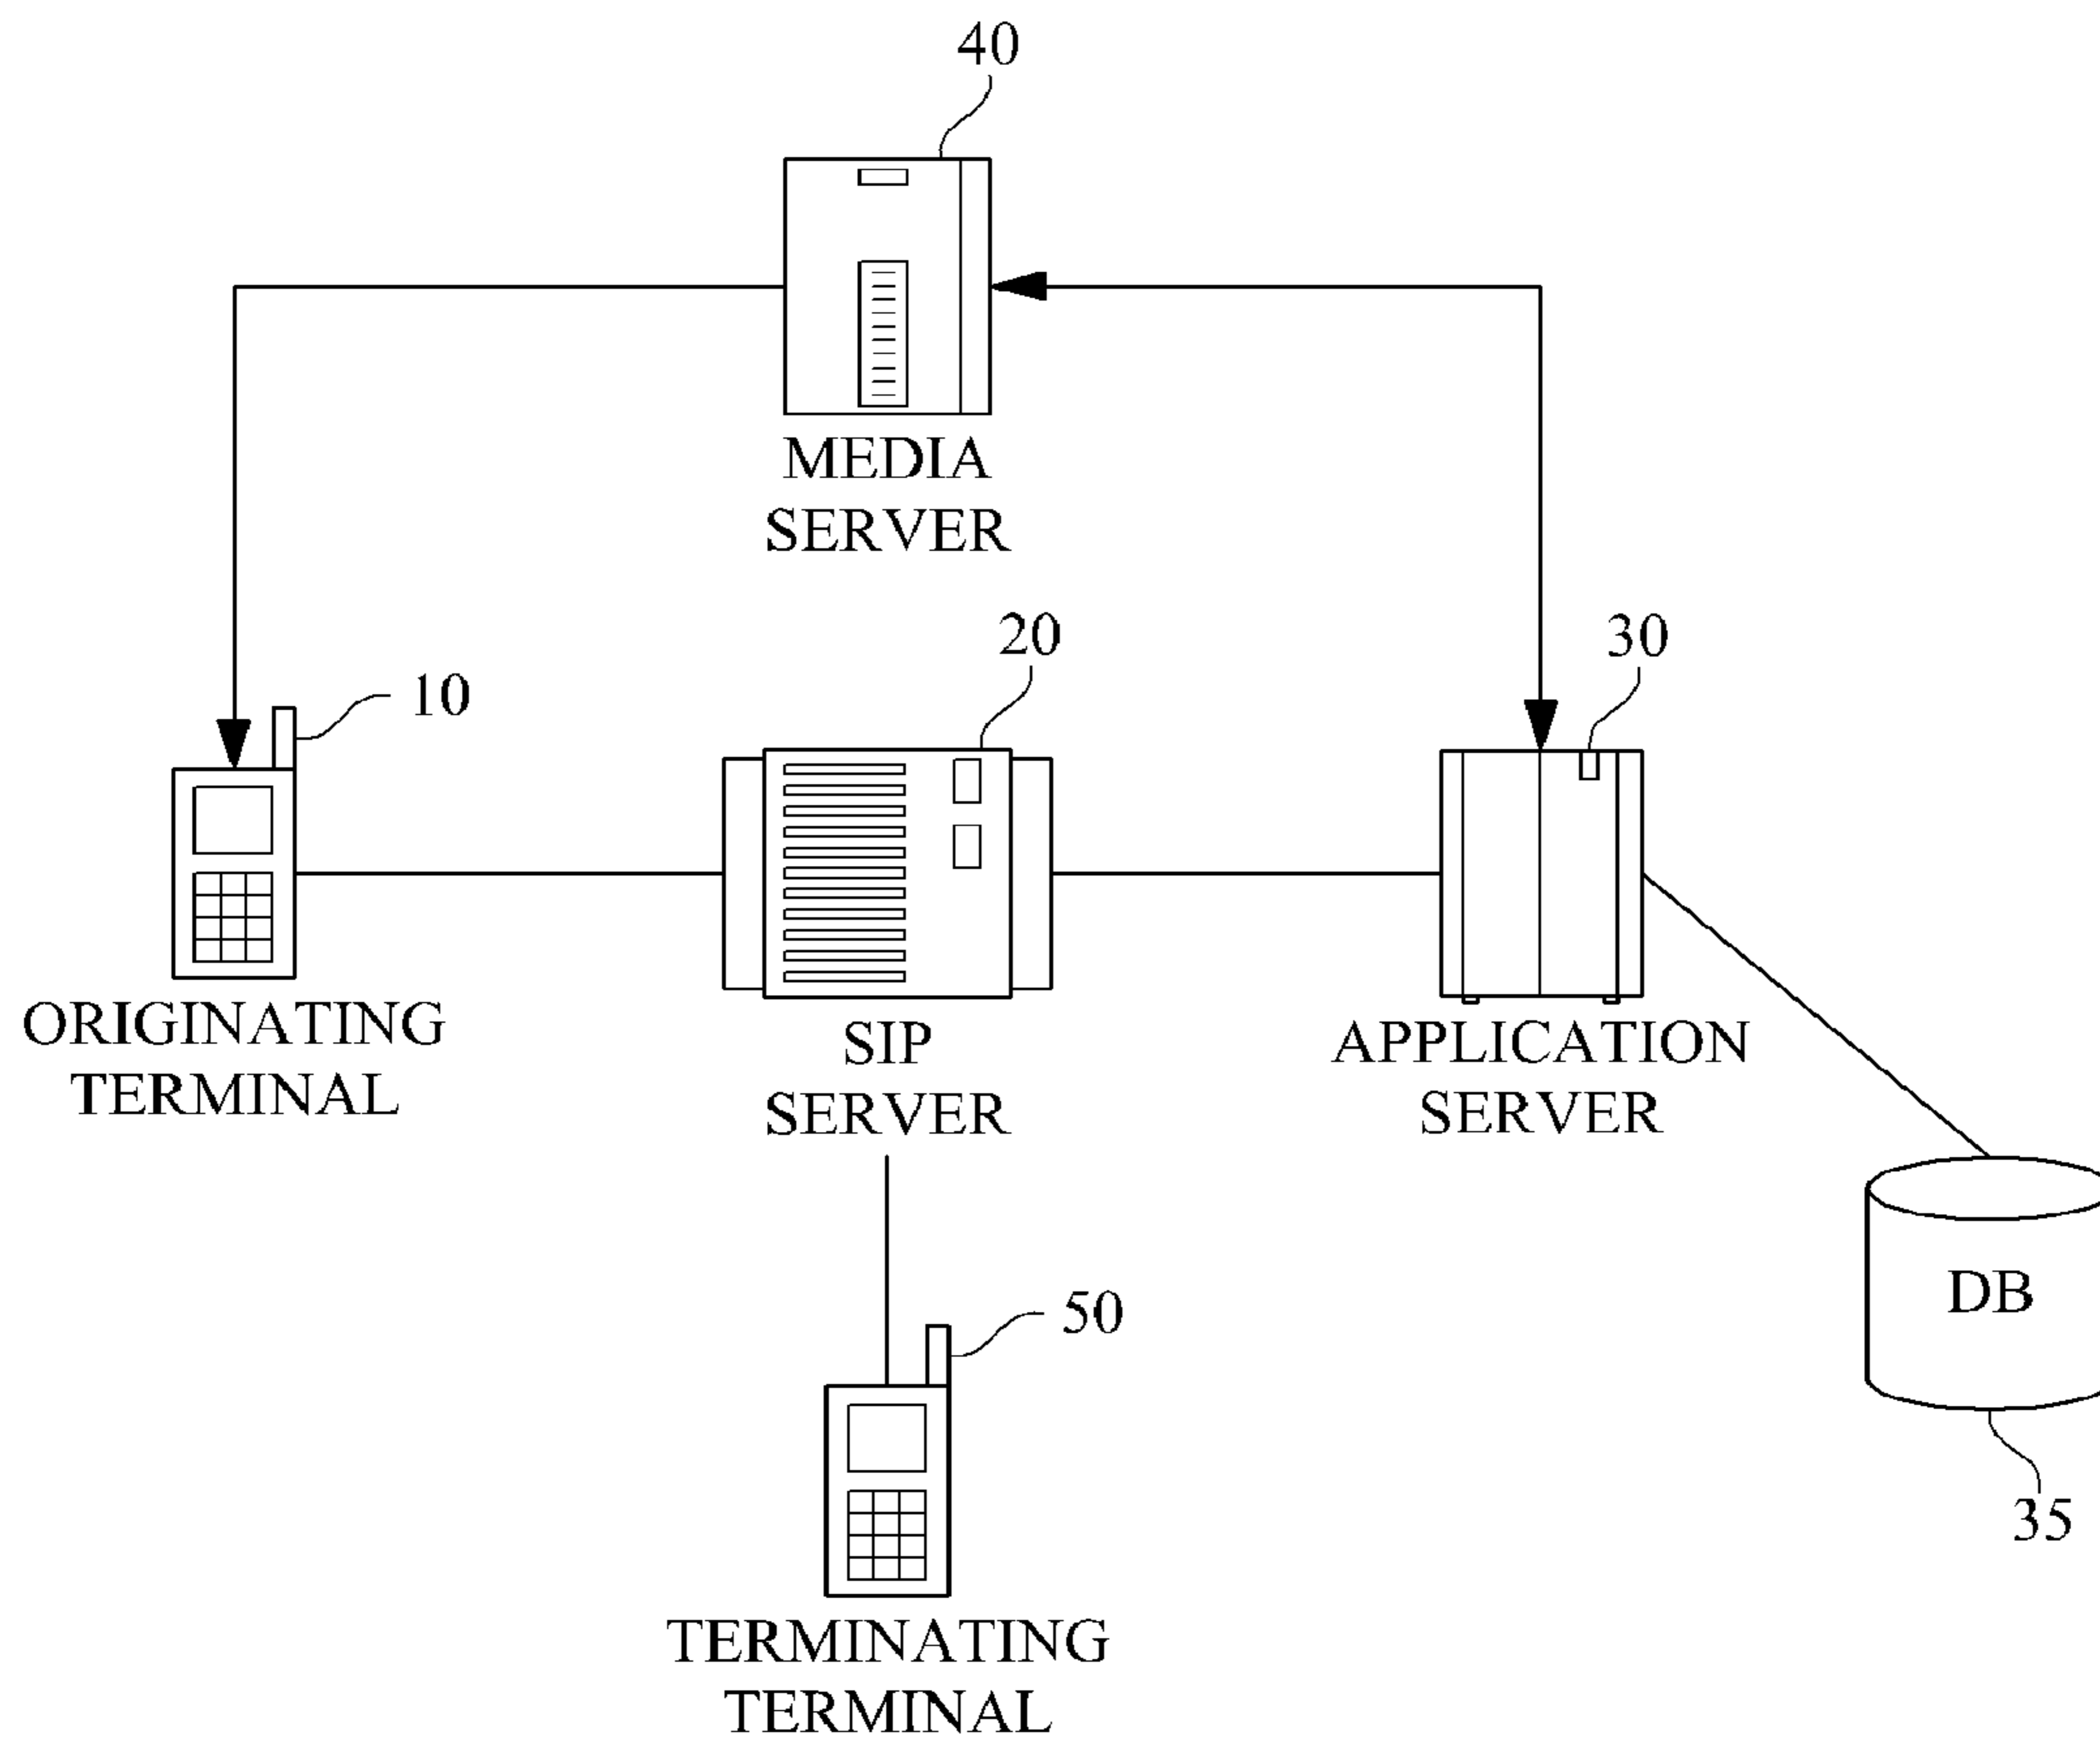 40
MEDIA
SERVER
20
30
10
ORIGINATING
TERMINAL
SIP
SERVER
APPLICATION
SERVER
DB
50
35
TERMINATING
TERMINAL